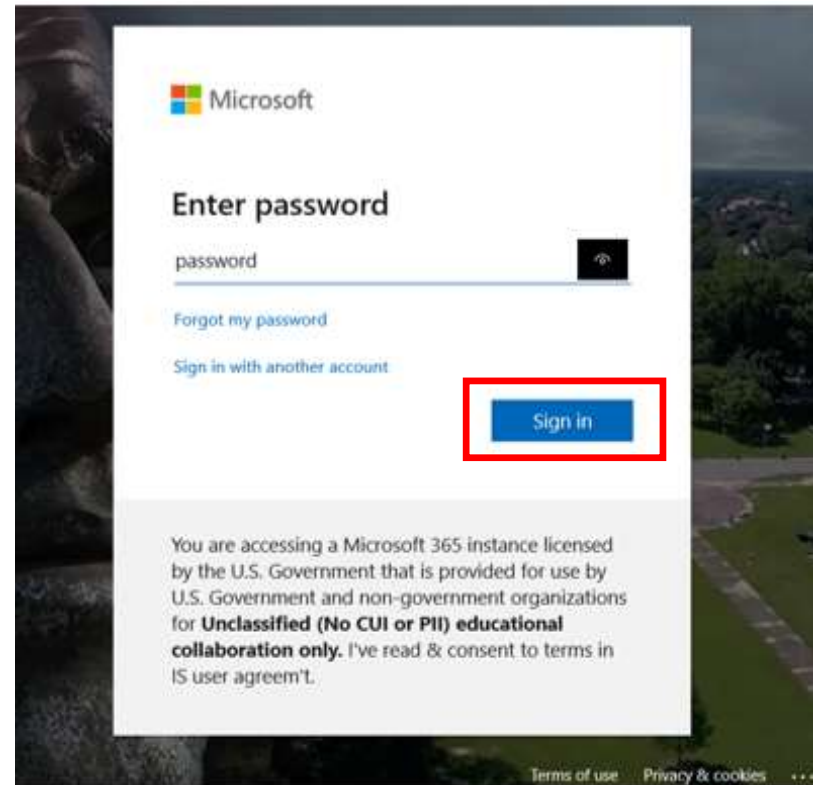 Microsoft
Enter password
password
Forgot my password
Sign in with another account
Sign in
You are accessing a Microsoft 365 instance licensed
by the U.S. Government that is provided for use by
U.S. Government and non-government organizations
for Unclassified (No CUI or PII) educational
collaboration only. I've read & consent to terms in
IS user agreem't.
Terms of use Privacy & cookies ...